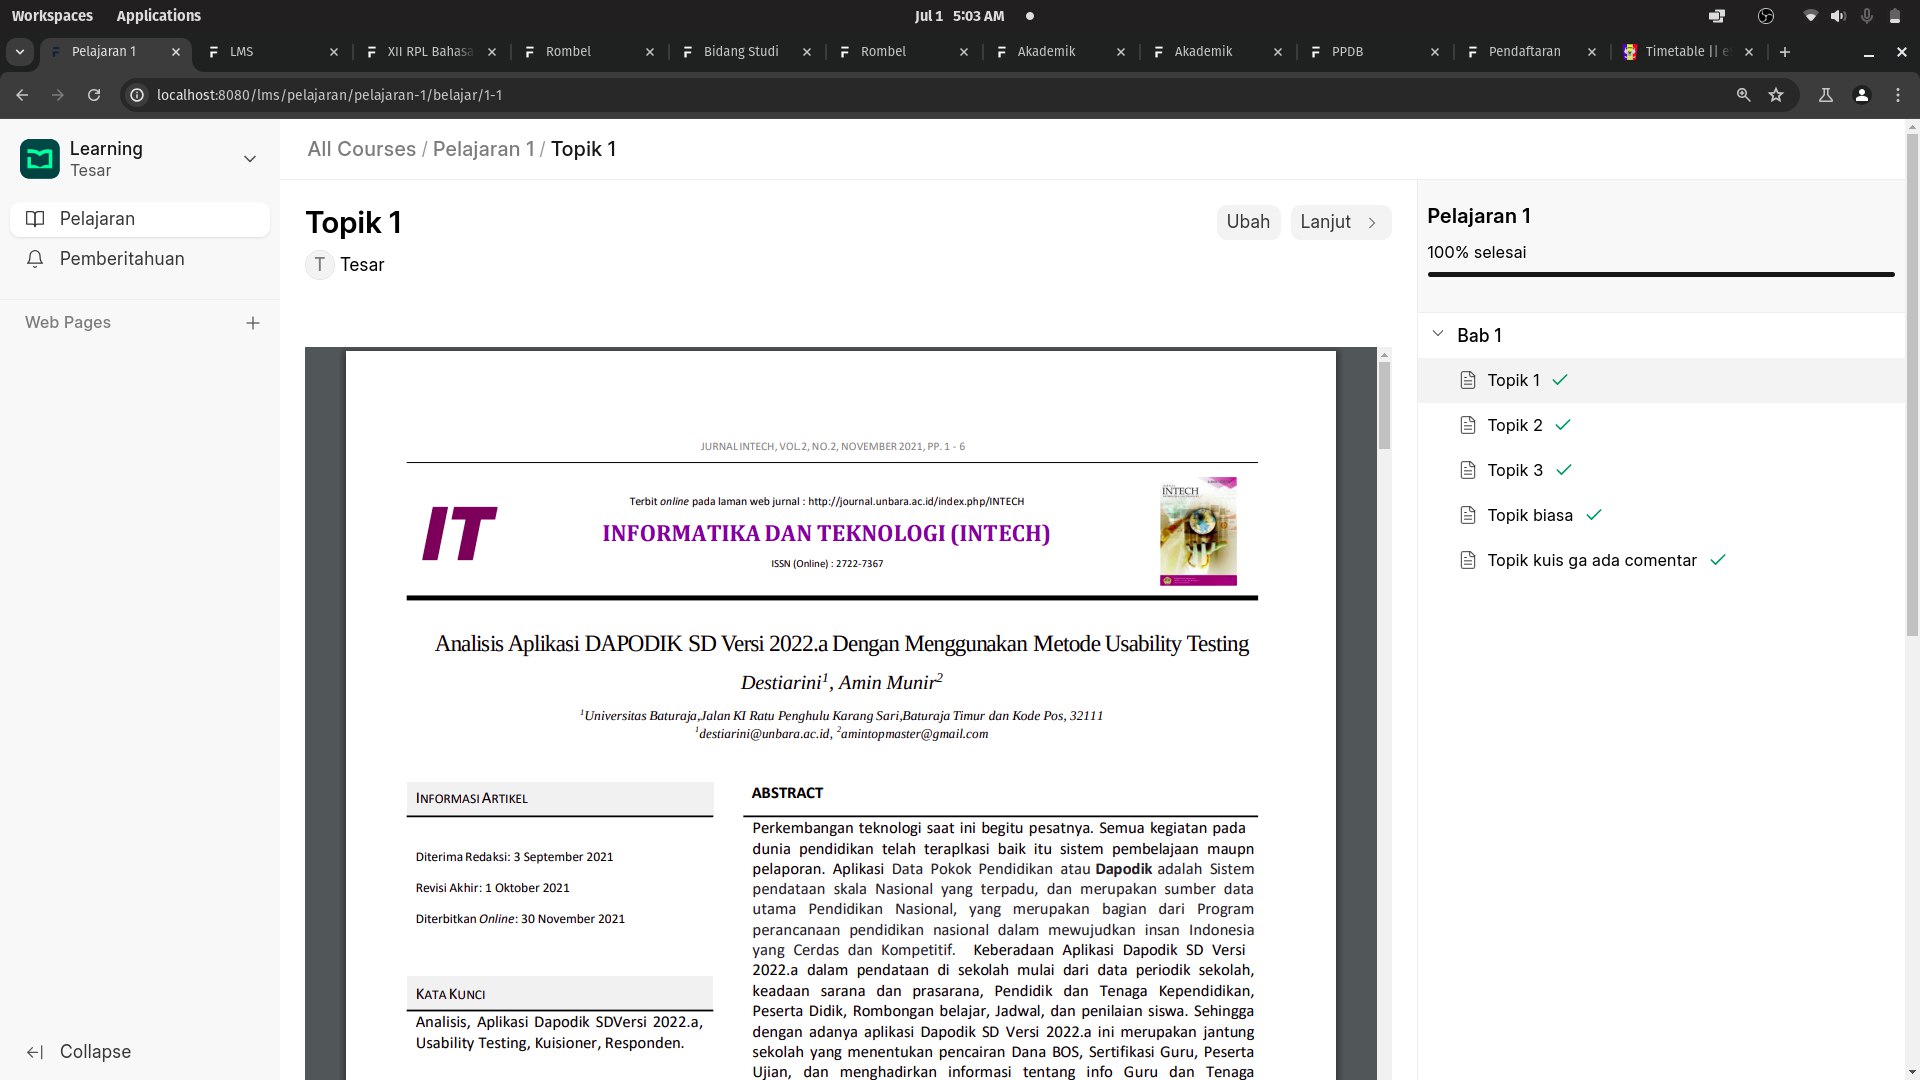 Workspaces Applications Jul 1 5:03 AM
Pelajaran 1 LMS XII RPL Bahasa Rombel Bidang Studi Rombel Akademik Akademik PPDB Pendaftaran Timetable || e
localhost:8080/lms/pelajaran/pelajaran-1/belajar/1-1
Learning
Tesar
Pelajaran
Pemberitahuan
Web Pages
Collapse
All Courses / Pelajaran 1 / Topik 1
Topik 1
Ubah Lanjut
T Tesar
JURNAL INTECH, VOL.2, NO.2, NOVEMBER 2021, PP. 1 - 6
IT
Terbit online pada laman web jurnal : http://journal.unbara.ac.id/index.php/INTECH
INFORMATIKA DAN TEKNOLOGI (INTECH)
ISSN (Online) : 2722-7367
INTECH
Analisis Aplikasi DAPODIK SD Versi 2022.a Dengan Menggunakan Metode Usability Testing
Destiarini1, Amin Munir2
1Universitas Baturaja,Jalan KI Ratu Penghulu Karang Sari,Baturaja Timur dan Kode Pos, 32111
1destiarini@unbara.ac.id, 2amintopmaster@gmail.com
INFORMASI ARTIKEL
Diterima Redaksi: 3 September 2021
Revisi Akhir: 1 Oktober 2021
Diterbitkan Online: 30 November 2021
KATA KUNCI
Analisis, Aplikasi Dapodik SDVersi 2022.a,
Usability Testing, Kuisioner, Responden.
ABSTRACT
Perkembangan teknologi saat ini begitu pesatnya. Semua kegiatan pada
dunia pendidikan telah teraplkasi baik itu sistem pembelajaan maupn
pelaporan. Aplikasi Data Pokok Pendidikan atau Dapodik adalah Sistem
pendataan skala Nasional yang terpadu, dan merupakan sumber data
utama Pendidikan Nasional, yang merupakan bagian dari Program
perancanaan pendidikan nasional dalam mewujudkan insan Indonesia
yang Cerdas dan Kompetitif. Keberadaan Aplikasi Dapodik SD Versi
2022.a dalam pendataan di sekolah mulai dari data periodik sekolah,
keadaan sarana dan prasarana, Pendidik dan Tenaga Kependidikan,
Peserta Didik, Rombongan belajar, Jadwal, dan penilaian siswa. Sehingga
dengan adanya aplikasi Dapodik SD Versi 2022.a ini merupakan jantung
sekolah yang menentukan pencairan Dana BOS, Sertifikasi Guru, Peserta
Ujian, dan menghadirkan informasi tentang info Guru dan Tenaga
Pelajaran 1
100% selesai
Bab 1
Topik 1
Topik 2
Topik 3
Topik biasa
Topik kuis ga ada comentar